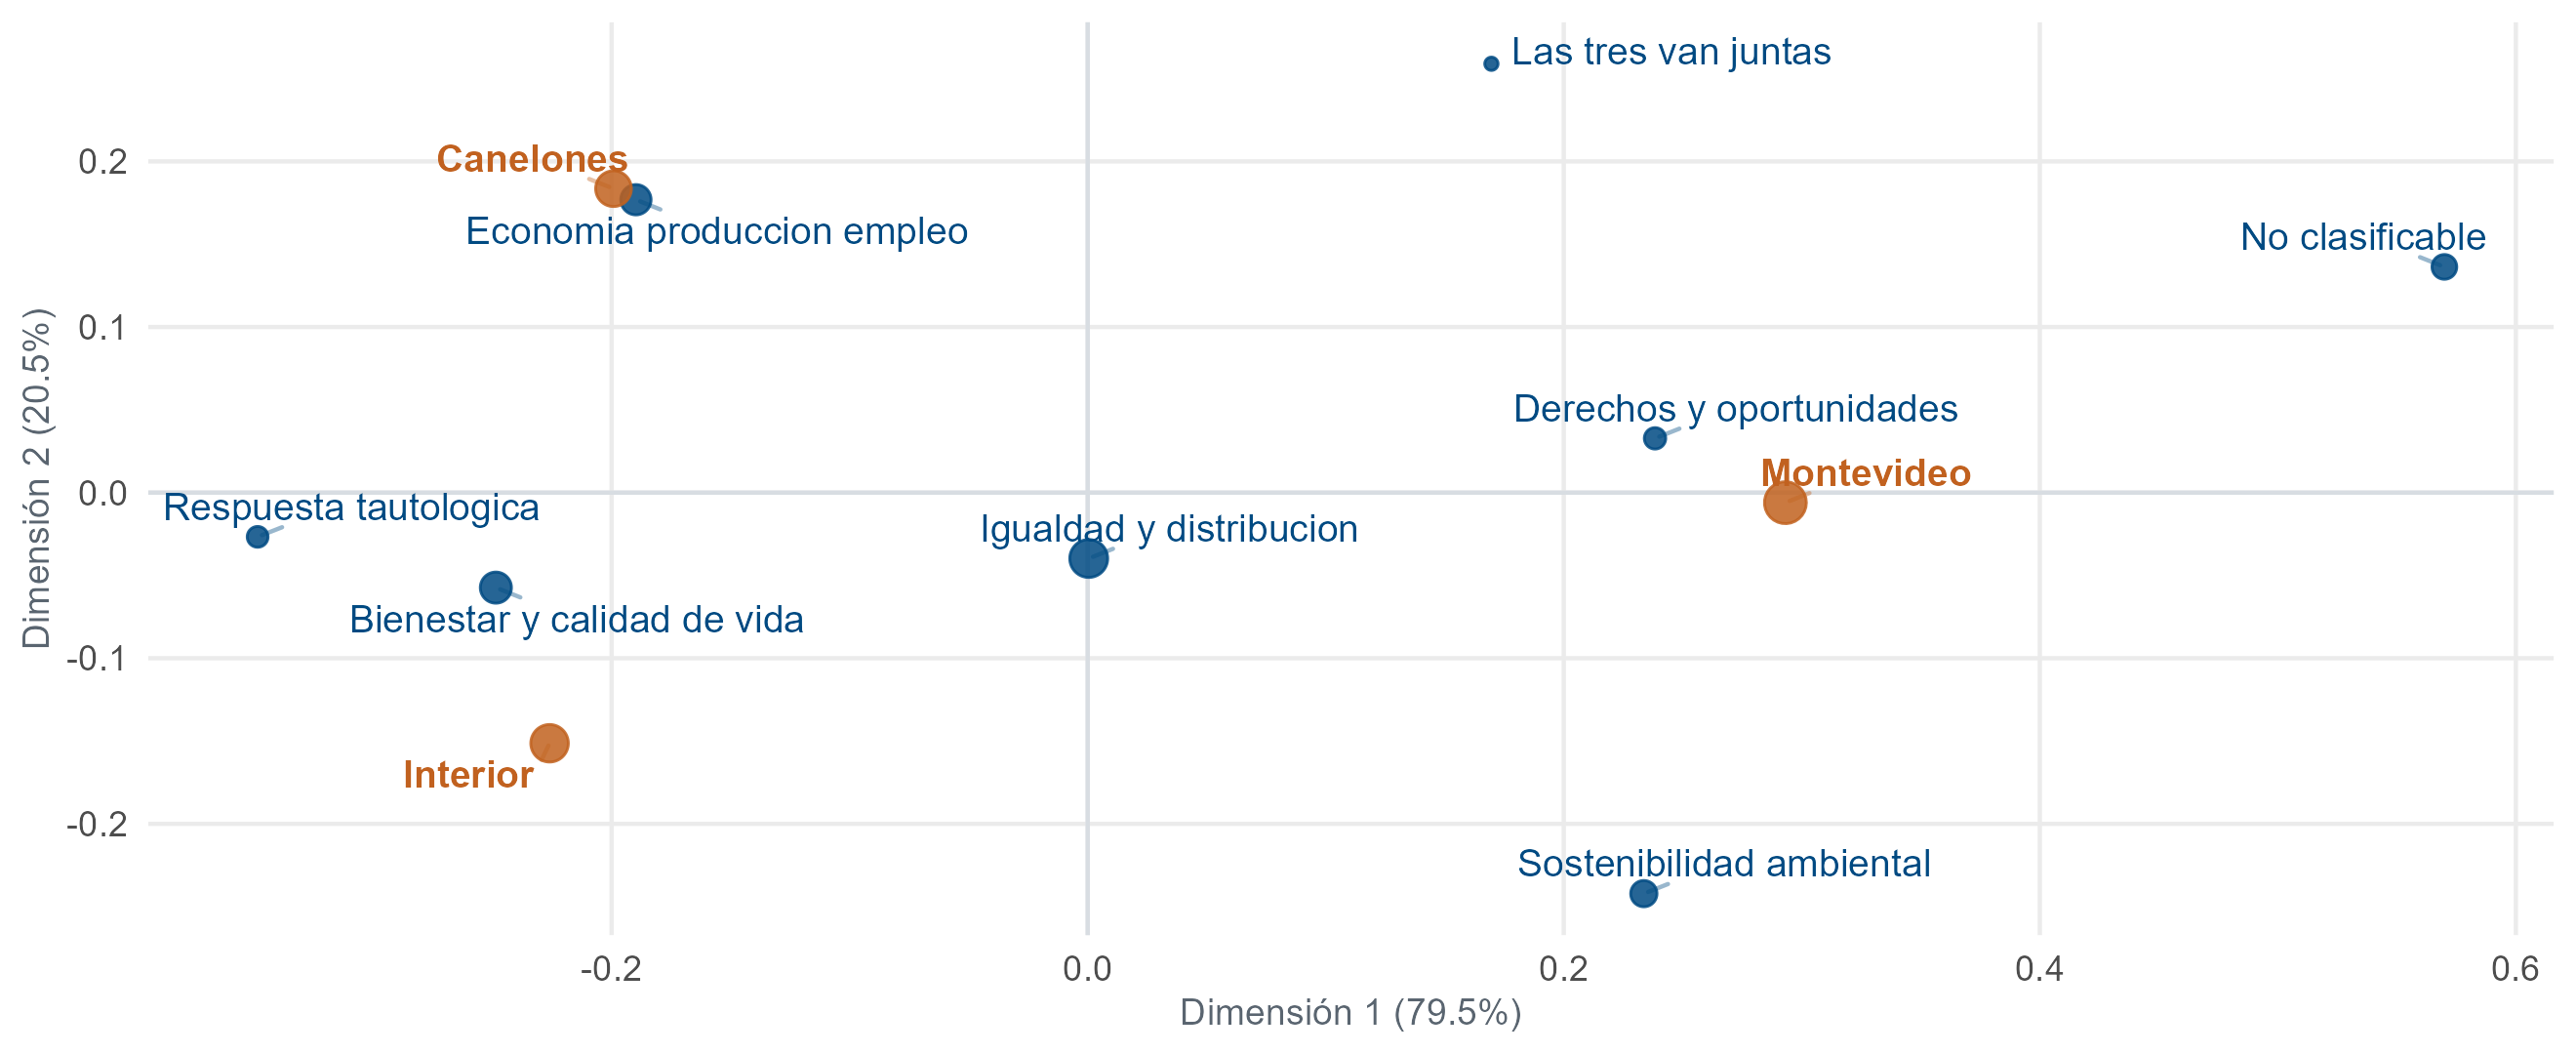 Las tres van juntas
Canelones
0.2
Economia produccion empleo
No clasificable
0.1
Derechos y oportunidades
Montevideo
0.0
Respuesta tautologica
Igualdad y distribucion
Bienestar y calidad de vida
-0.1
Interior
-0.2
Sostenibilidad ambiental
Dimensión 2 (20.5%)
-0.2 0.0 0.2 0.4 0.6
Dimensión 1 (79.5%)